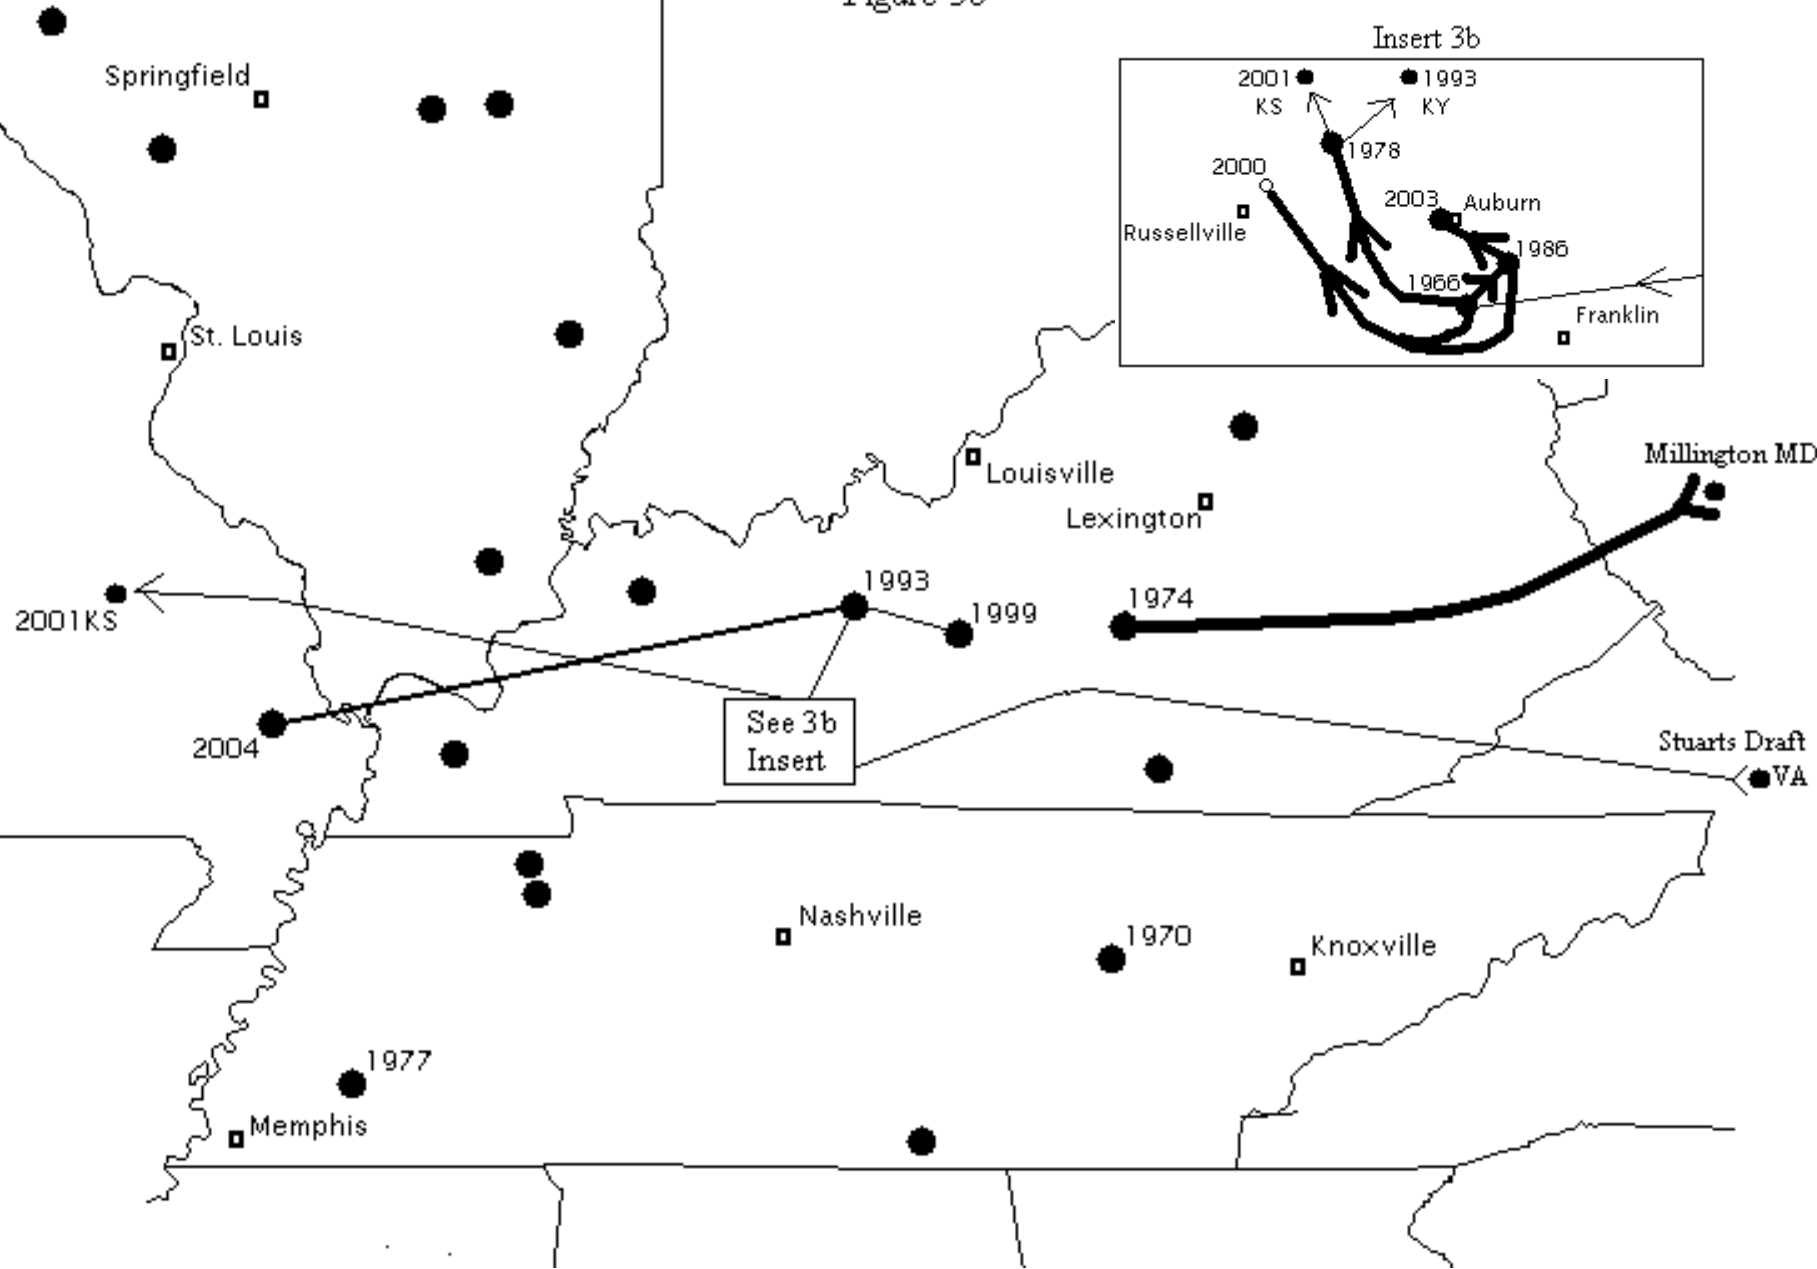 Insert 3b
2001
1993
KS
KY
Springfield
1978
2000
2003
Auburn
Russellville
1986
1966
Franklin
St. Louis
Millington MD
Louisville
Lexington
1993
1974
1999
2001KS
See 3b
Insert
2004
Stuarts Draft
VA
Nashville
1970
Knoxville
1977
Memphis